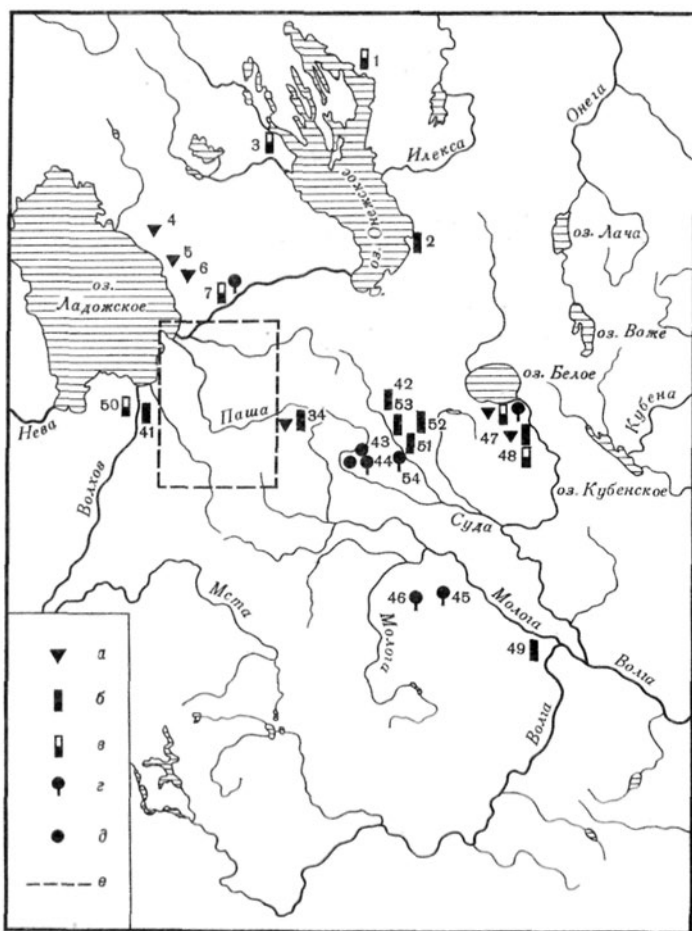 1
Онега
3
Илекса
оз. Онежское
4
2
оз. Лача
5
6
оз. Ладожское
7
оз. Воже
оз. Белое
42
Кубена
50
41
Нева
Паша
34
53
52
47
43
51
48
44
54
оз. Кубенское
Волхов
Суда
Мста
46
45
Молога
Молога
49
Волга
Волга
а
б
в
г
д
е